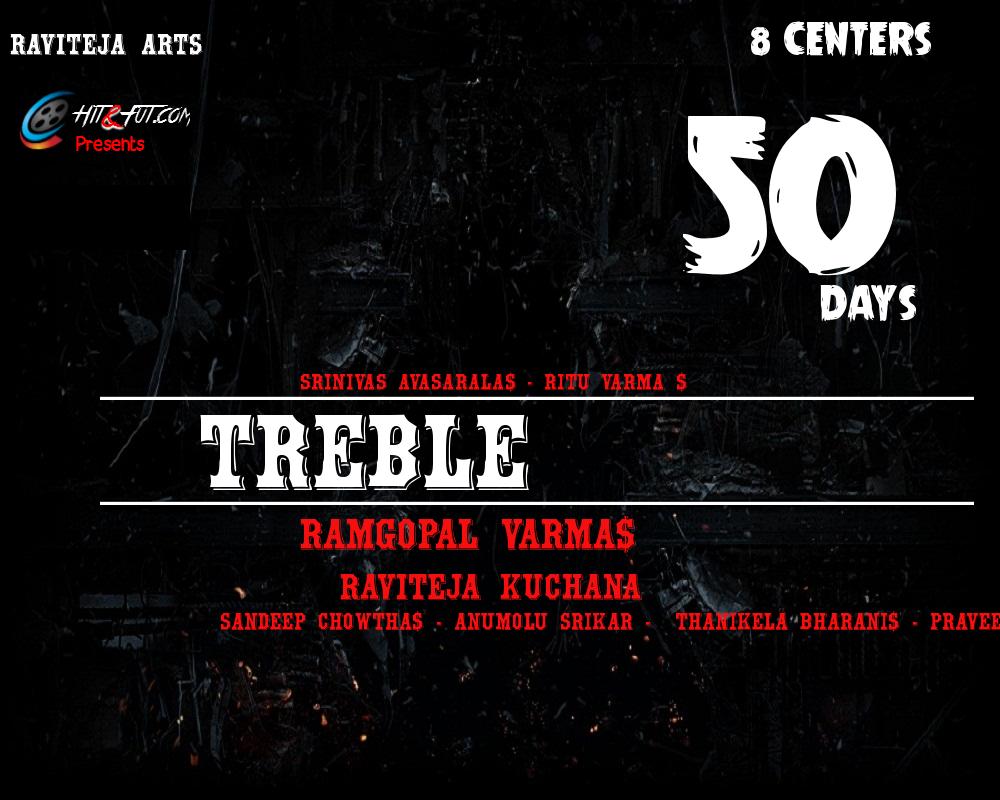 RAVITEJA ARTS
8 CENTERS
HIT&FUT.COM
Presents
50
DAYS
SRINIVAS AVASARALA$ - RITU VARMA $
TREBLE
RAMGOPAL VARMA$
RAVITEJA KUCHANA
SANDEEP CHOWTHA$ - ANUMOLU SRIKAR - THANIKELA BHARANI$ - PRAVEE